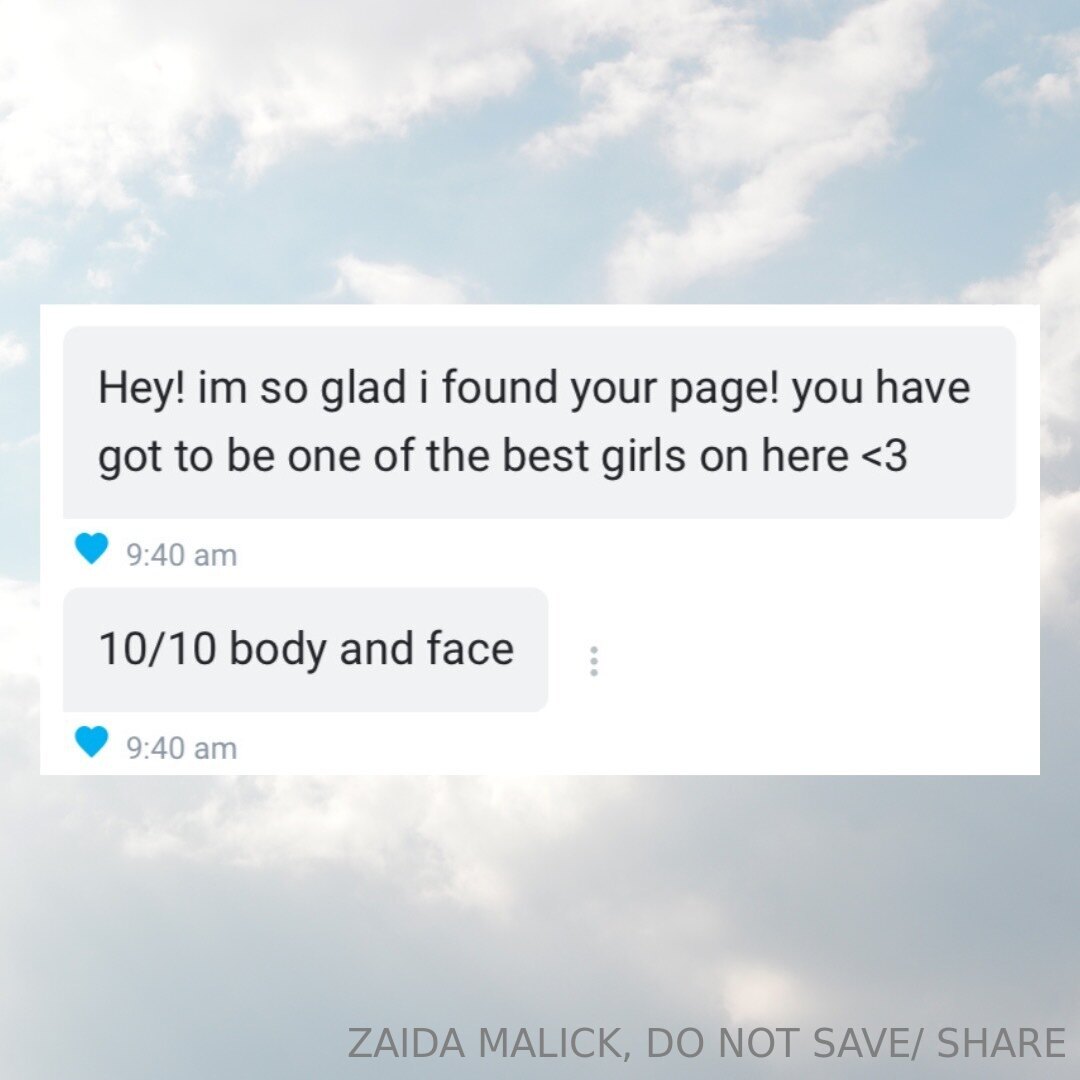 Hey! im so glad i found your page! you have
got to be one of the best girls on here <3
9:40 am
10/10 body and face
9:40 am
ZAIDA MALICK, DO NOT SAVE/ SHARE